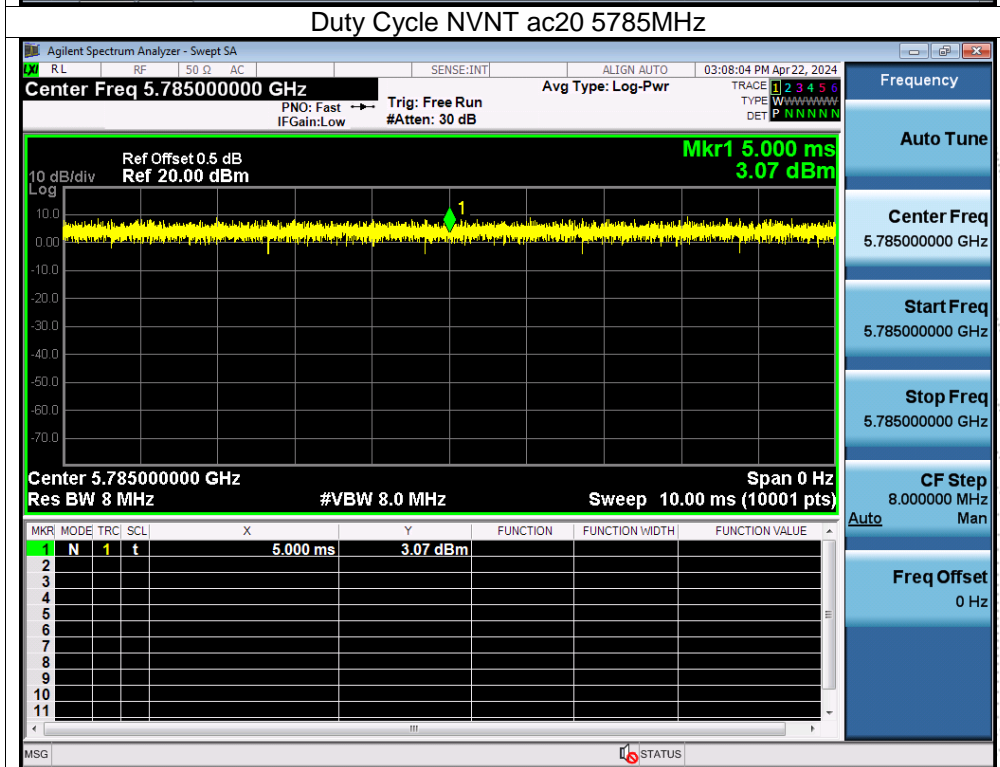 Duty Cycle NVNT ac20 5785MHz
Agilent Spectrum Analyzer - Swept SA
LXI RL RF 50 Ω AC SENSE:INT ALIGN AUTO 03:08:04 PM Apr 22, 2024
Center Freq 5.785000000 GHz
PNO: Fast
IFGain:Low
Trig: Free Run
#Atten: 30 dB
Avg Type: Log-Pwr
TRACE 1 2 3 4 5 6
TYPE WWWWWW
DET P N N N N N
Frequency
Auto Tune
Center Freq
5.785000000 GHz
Start Freq
5.785000000 GHz
Stop Freq
5.785000000 GHz
CF Step
8.000000 MHz
Auto Man
Freq Offset
0 Hz
Mkr1 5.000 ms
3.07 dBm
Ref Offset 0.5 dB
10 dB/div Ref 20.00 dBm
Log
1
10.0
0.00
-10.0
-20.0
-30.0
-40.0
-50.0
-60.0
-70.0
Center 5.785000000 GHz Span 0 Hz
Res BW 8 MHz #VBW 8.0 MHz Sweep 10.00 ms (10001 pts)
MKR MODE TRC SCL X Y FUNCTION FUNCTION WIDTH FUNCTION VALUE
1 N 1 t 5.000 ms 3.07 dBm
2
3
4
5
6
7
8
9
10
11
MSG STATUS